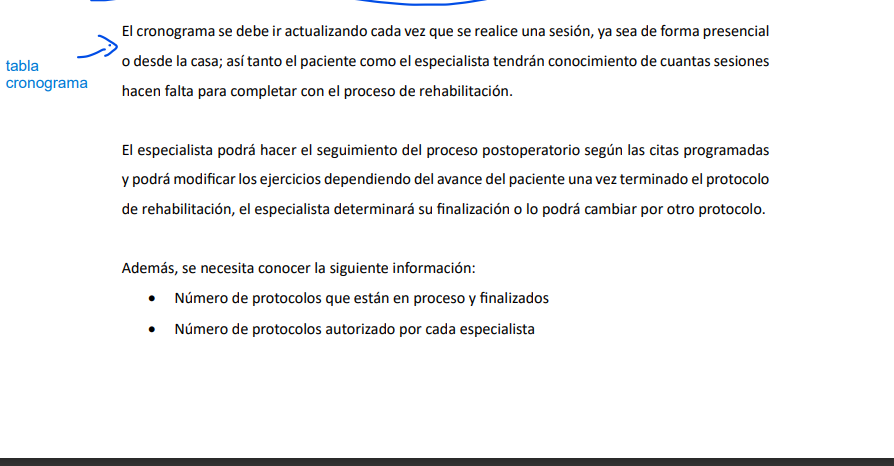 El cronograma se debe ir actualizando cada vez que se realice una sesión, ya sea de forma presencial
o desde la casa; así tanto el paciente como el especialista tendrán conocimiento de cuantas sesiones
hacen falta para completar con el proceso de rehabilitación.
tabla
cronograma
El especialista podrá hacer el seguimiento del proceso postoperatorio según las citas programadas
y podrá modificar los ejercicios dependiendo del avance del paciente una vez terminado el protocolo
de rehabilitación, el especialista determinará su finalización o lo podrá cambiar por otro protocolo.
Además, se necesita conocer la siguiente información:
• Número de protocolos que están en proceso y finalizados
• Número de protocolos autorizado por cada especialista